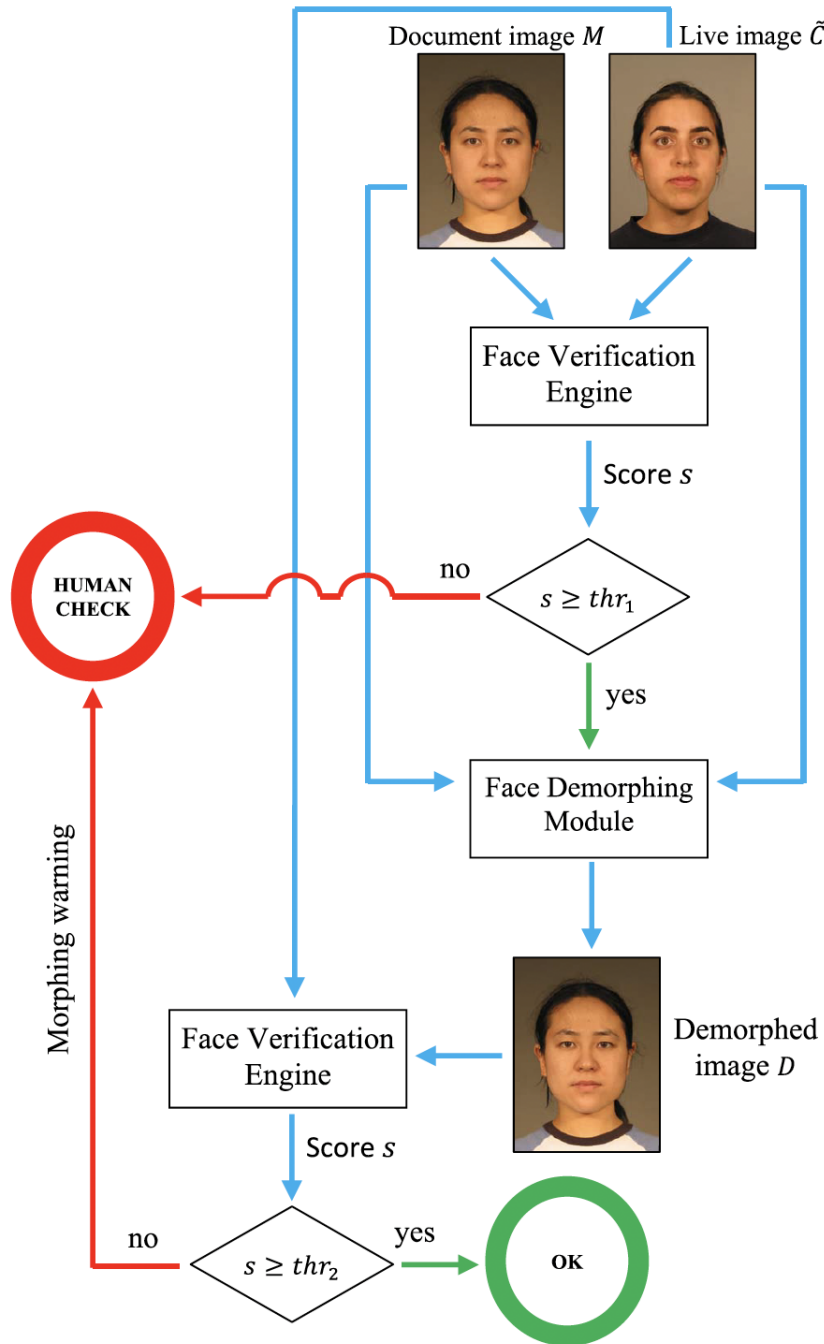 Document image M
Live image C̃
Face Verification
Engine
Score s
no
HUMAN
CHECK
s ≥ thr₁
yes
Face Demorphing
Module
Morphing warning
Face Verification
Engine
Demorphed
image D
Score s
no
s ≥ thr₂
yes
OK